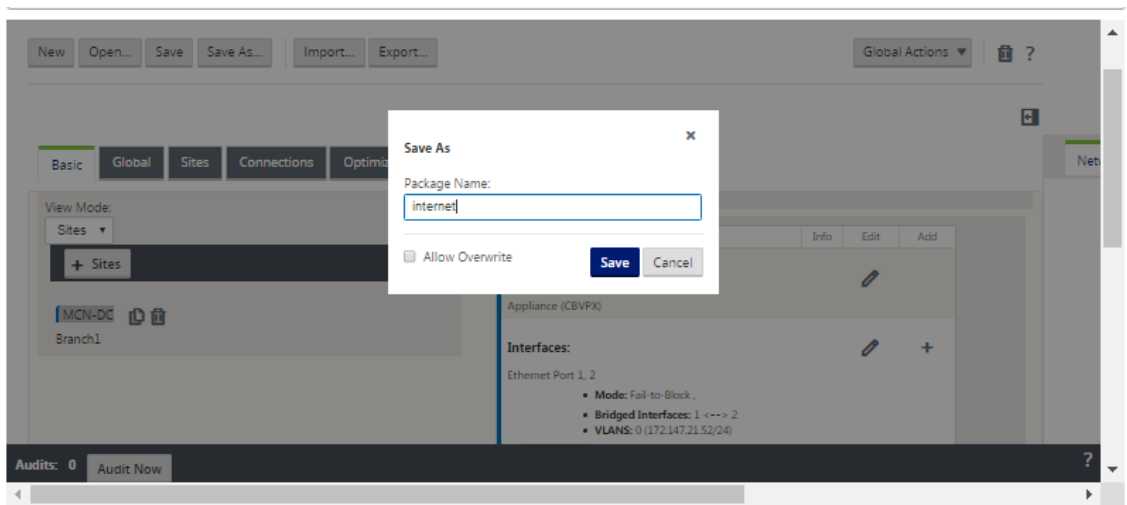 New Open... Save Save As... Import... Export... Global Actions ?
Save As
Package Name:
internet
Allow Overwrite
Save Cancel
Basic Global Sites Connections
View Mode:
Sites
+ Sites
Info Edit Add
MCN-DC
Branch1
Appliance (CBVPX)
Interfaces:
Ethernet Port 1, 2
• Mode: Fail-to-Block ,
• Bridged Interfaces: 1 <--> 2
• VLANS: 0 (172.147.21.52/24)
Audits: 0 Audit Now ?